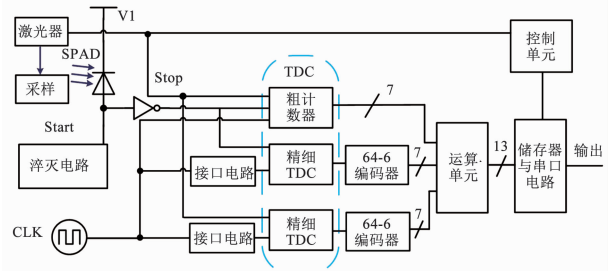 V1
激光器
SPAD
采样
Start
淬灭电路
CLK
Stop
TDC
粗计
数器
7
接口电路
精细
TDC
64-6
编码器
7
接口电路
精细
TDC
64-6
编码器
7
运算
单元
13
控制
单元
储存器
与串口
电路
输出